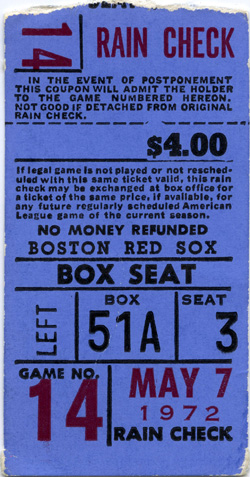 14
RAIN CHECK
IN THE EVENT OF POSTPONEMENT
THIS COUPON WILL ADMIT THE HOLDER
TO THE GAME NUMBERED HEREON,
NOT GOOD IF DETACHED FROM ORIGINAL
RAIN CHECK.
$4.00
If legal game is not played or not resched-
uled with this same ticket valid, this rain
check may be exchanged at box office for
a ticket of the same price, if available, for
any future regularly scheduled American
League game of the current season.
NO MONEY REFUNDED
BOSTON RED SOX
BOX SEAT
LEFT
BOX
SEAT
51A
3
GAME NO.
14
MAY 7
1972
RAIN CHECK